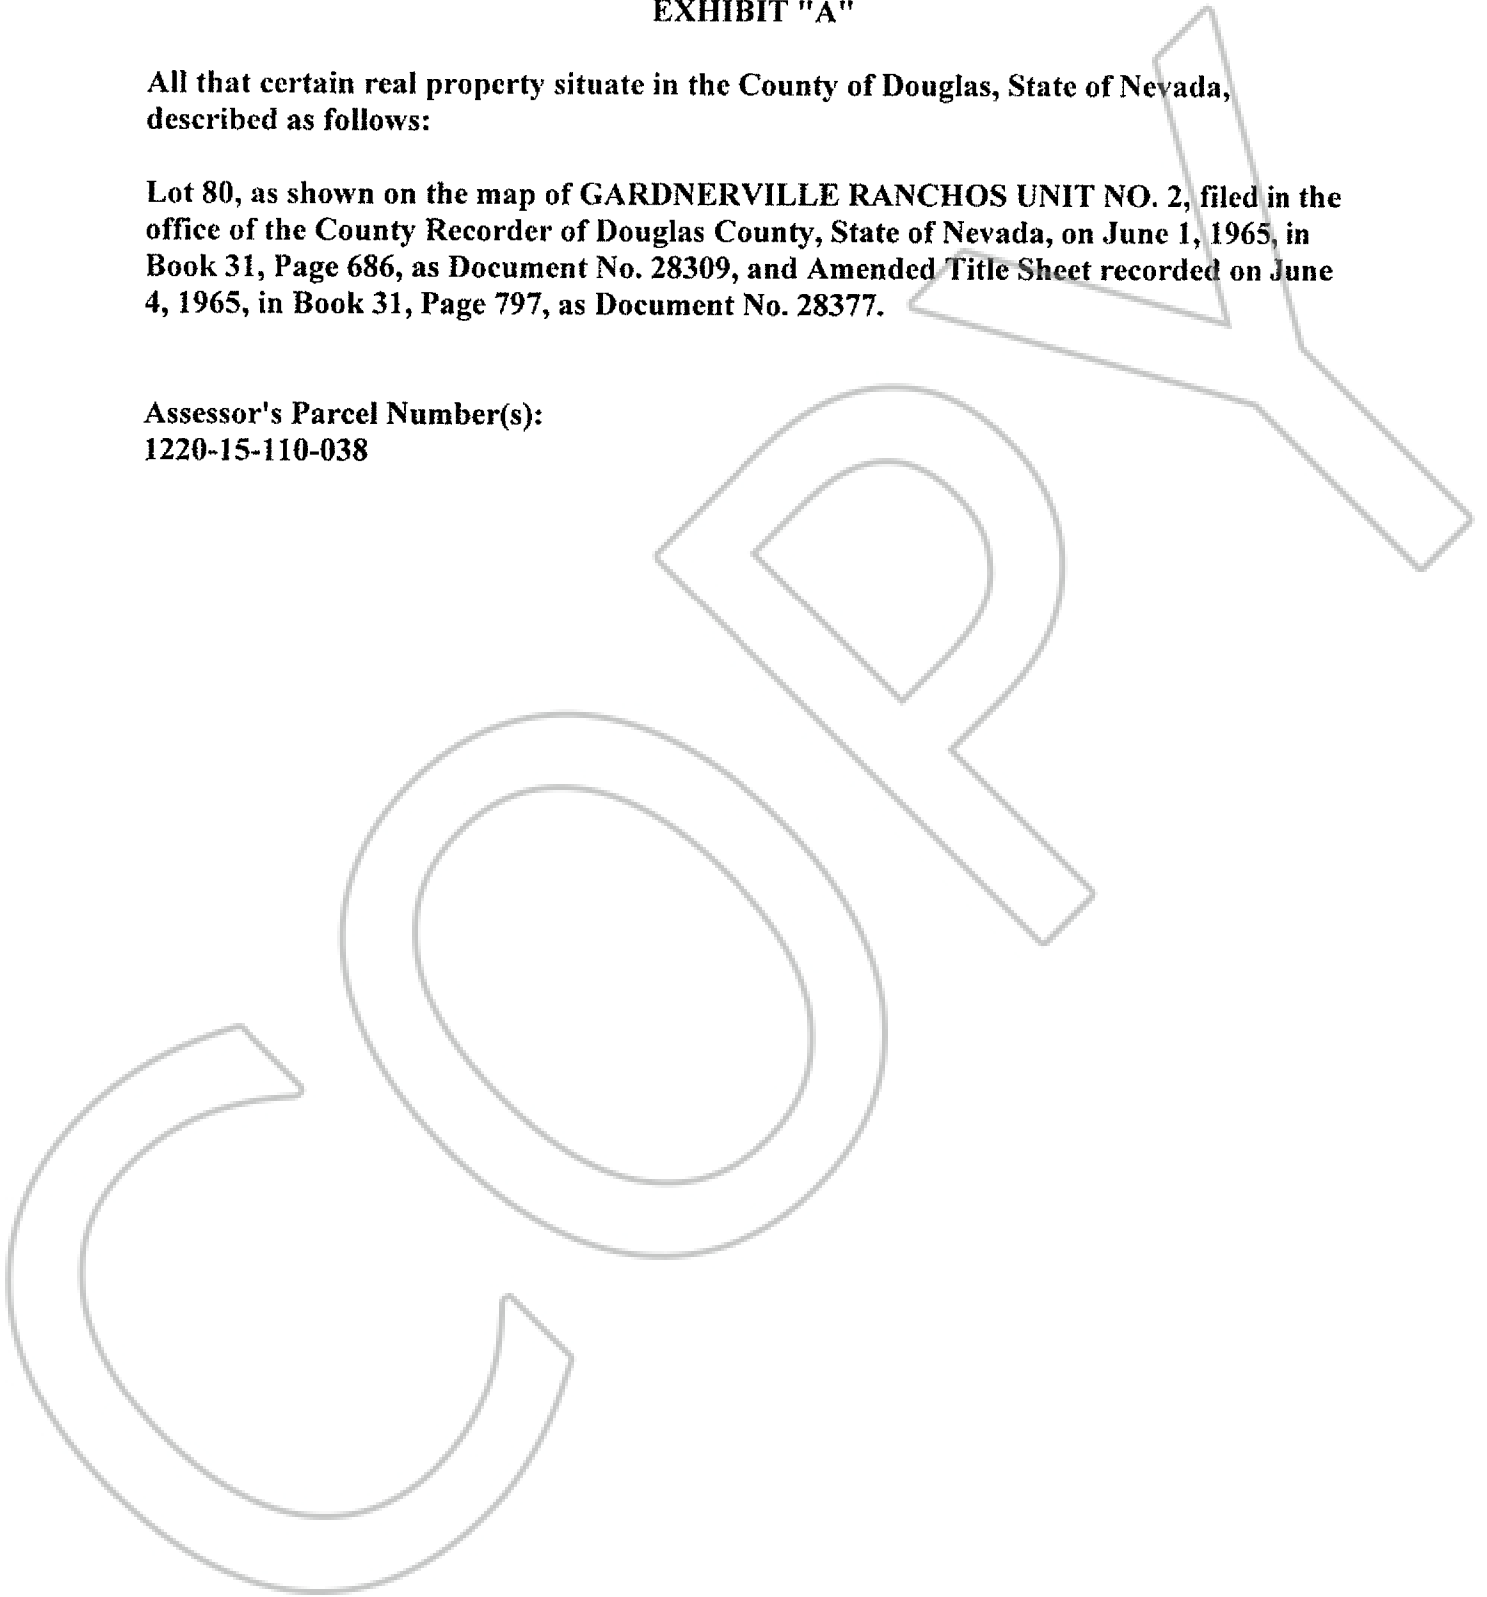 EXHIBIT "A"
All that certain real property situate in the County of Douglas, State of Nevada,
described as follows:
Lot 80, as shown on the map of GARDNERVILLE RANCHOS UNIT NO. 2, filed in the
office of the County Recorder of Douglas County, State of Nevada, on June 1, 1965, in
Book 31, Page 686, as Document No. 28309, and Amended Title Sheet recorded on June
4, 1965, in Book 31, Page 797, as Document No. 28377.
Assessor's Parcel Number(s):
1220-15-110-038
COPY